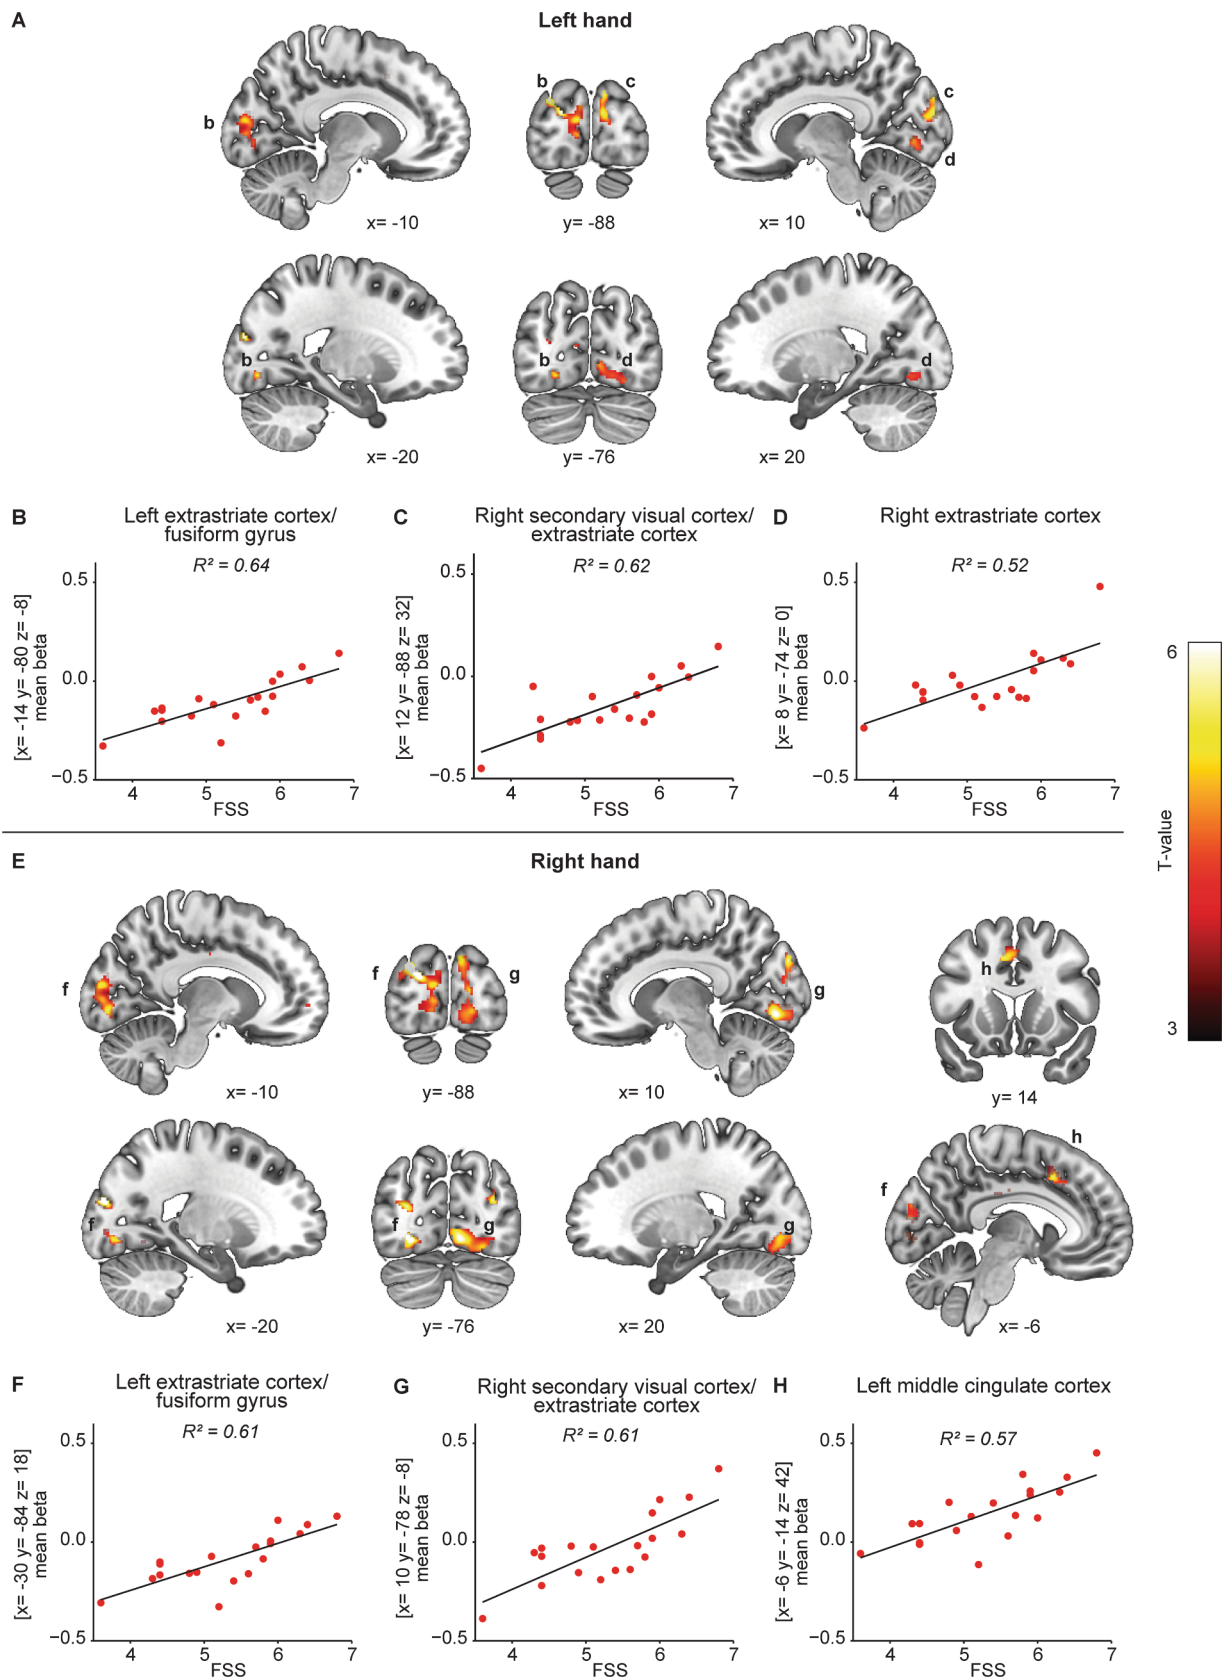 A
Left hand
b
b
c
c
d
x= -10
y= -88
x= 10
b
b
d
d
x= -20
y= -76
x= 20
B
Left extrastriate cortex/
fusiform gyrus
R² = 0.64
[x= -14 y= -80 z= -8]
mean beta
0.5
0.0
−0.5
4
5
6
7
FSS
C
Right secondary visual cortex/
extrastriate cortex
R² = 0.62
[x= 12 y= -88 z= 32]
mean beta
0.5
0.0
−0.5
4
5
6
7
FSS
D
Right extrastriate cortex
R² = 0.52
[x= 8 y= -74 z= 0]
mean beta
0.5
0.0
−0.5
4
5
6
7
FSS
6
T-value
3
E
Right hand
f
f
g
g
h
x= -10
y= -88
x= 10
y= 14
f
f
g
g
f
h
x= -20
y= -76
x= 20
x= -6
F
Left extrastriate cortex/
fusiform gyrus
R² = 0.61
[x= -30 y= -84 z= 18]
mean beta
0.5
0.0
−0.5
4
5
6
7
FSS
G
Right secondary visual cortex/
extrastriate cortex
R² = 0.61
[x= 10 y= -78 z= -8]
mean beta
0.5
0.0
−0.5
4
5
6
7
FSS
H
Left middle cingulate cortex
R² = 0.57
[x= -6 y= -14 z= 42]
mean beta
0.5
0.0
−0.5
4
5
6
7
FSS